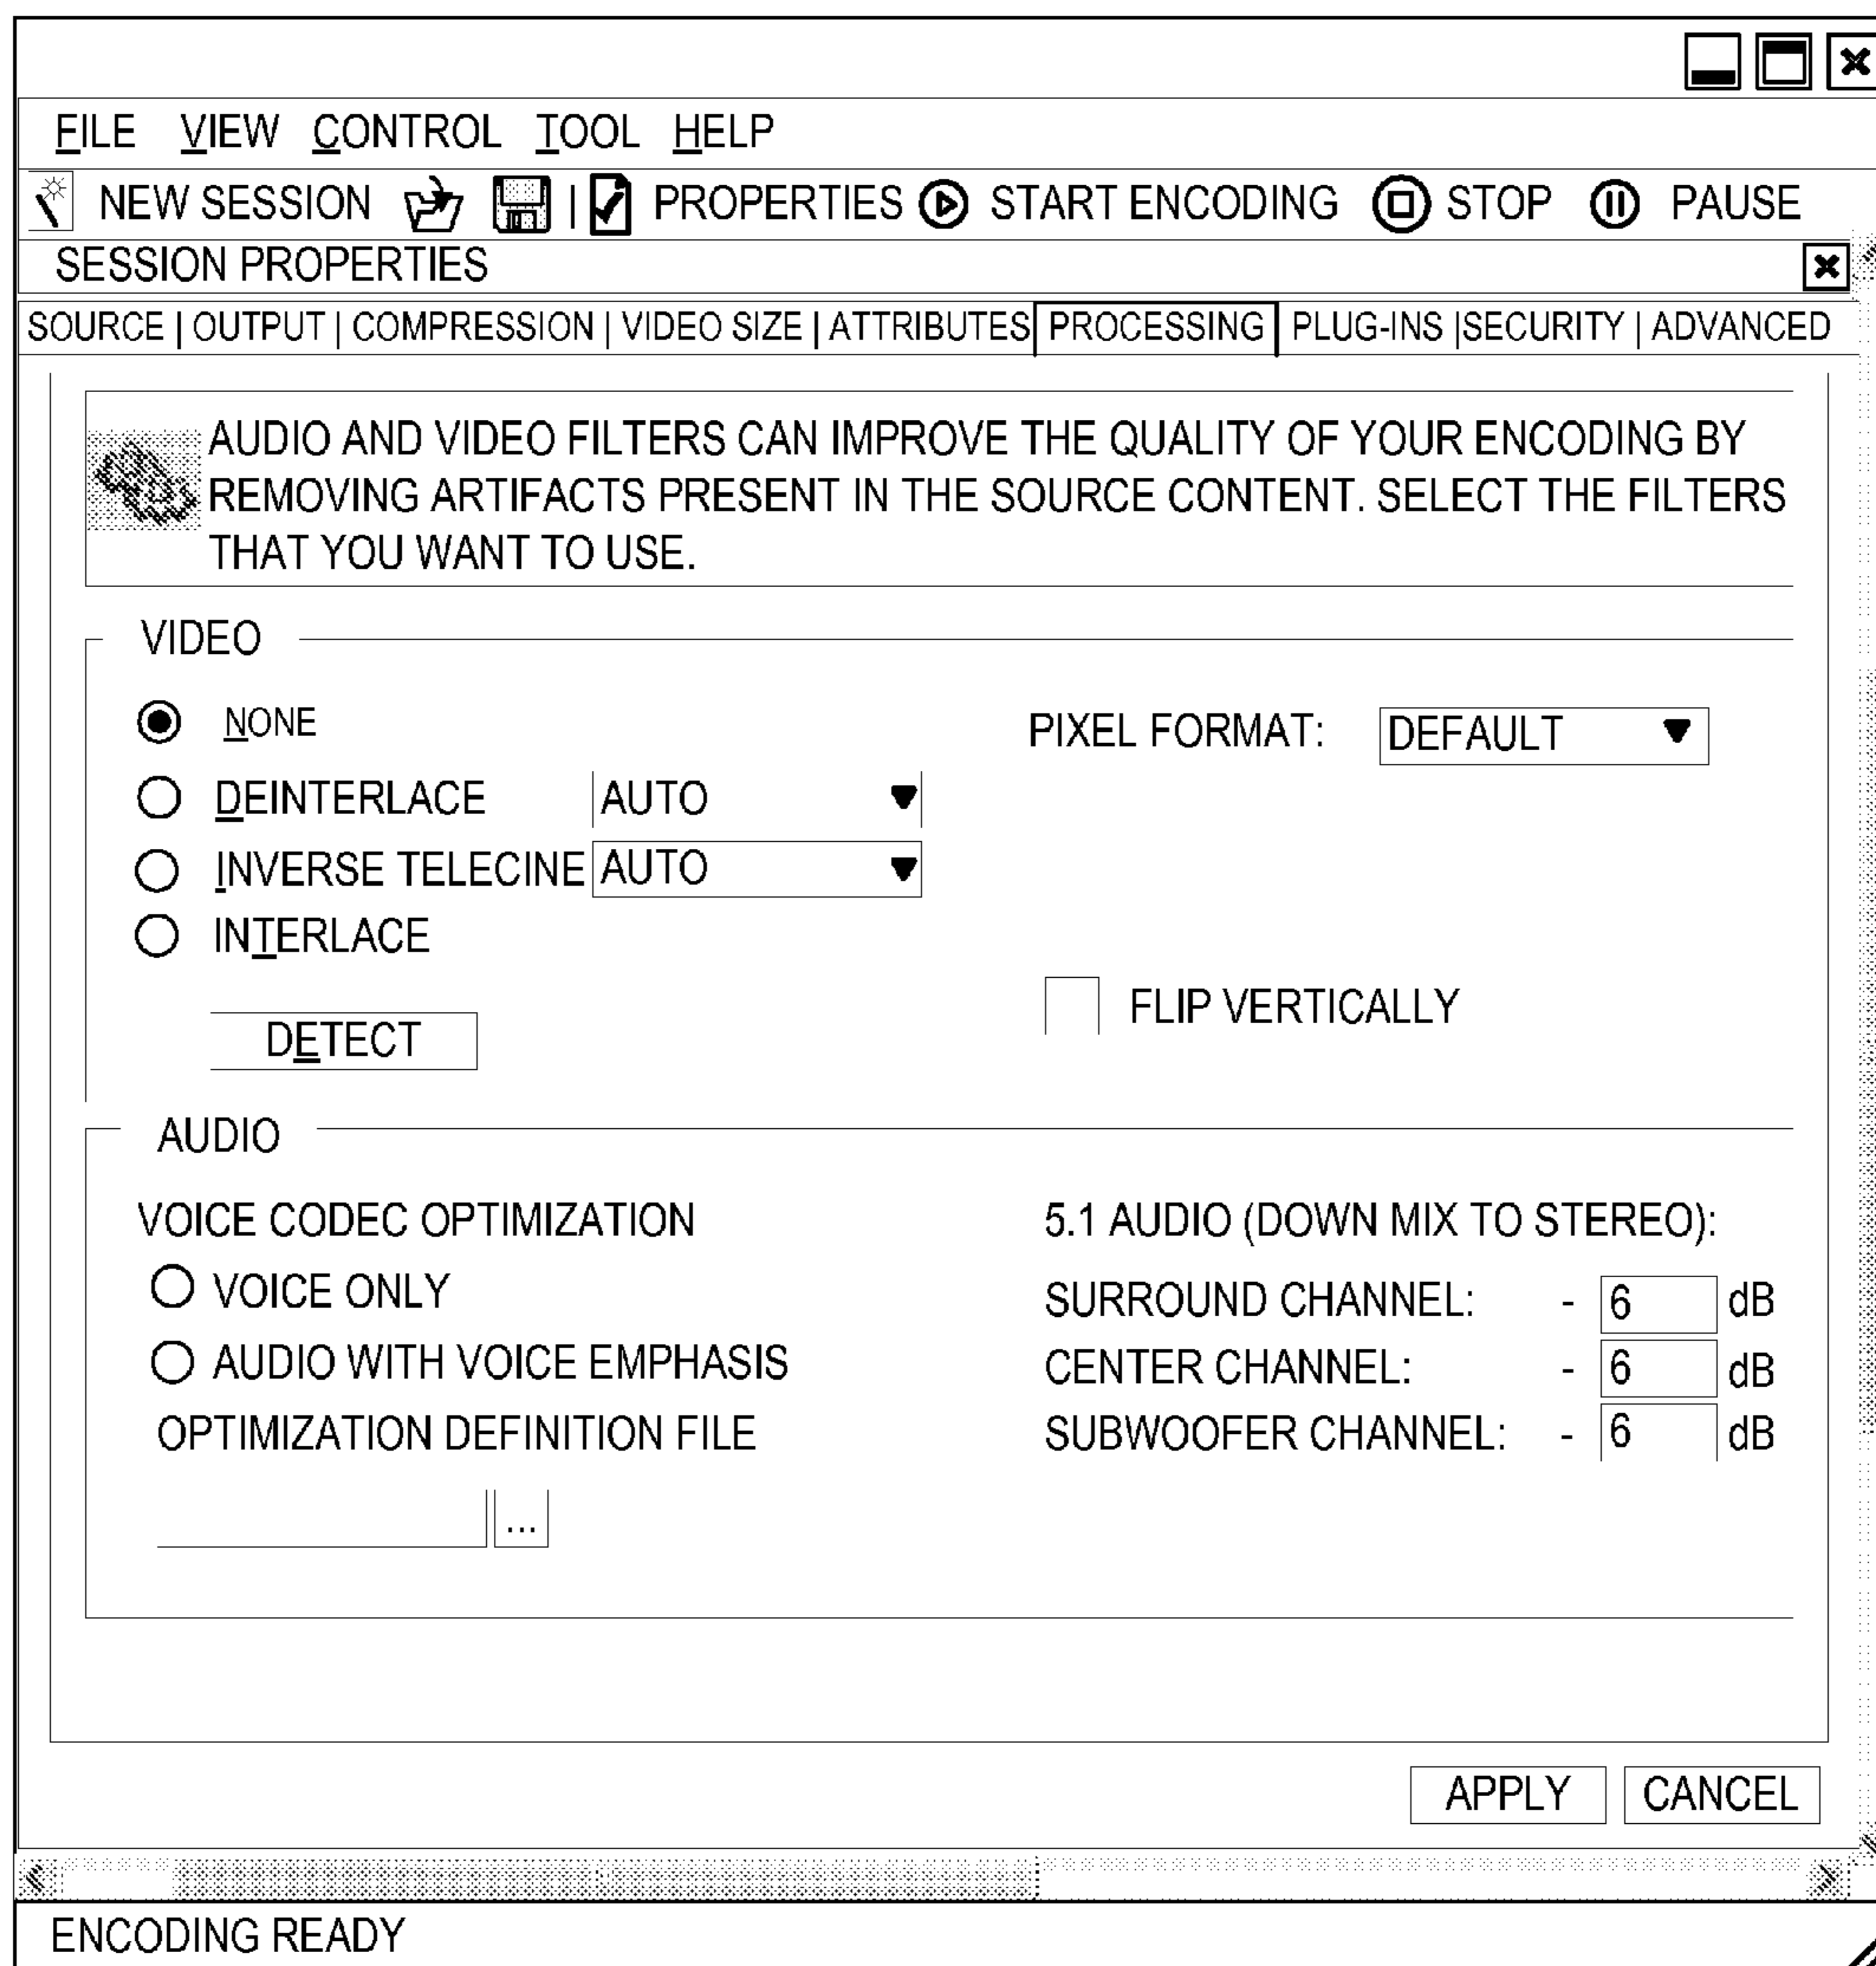 FILE VIEW CONTROL TOOL HELP
NEW SESSION | PROPERTIES START ENCODING STOP PAUSE
SESSION PROPERTIES
SOURCE | OUTPUT | COMPRESSION | VIDEO SIZE | ATTRIBUTES PROCESSING PLUG-INS |SECURITY | ADVANCED
AUDIO AND VIDEO FILTERS CAN IMPROVE THE QUALITY OF YOUR ENCODING BY
REMOVING ARTIFACTS PRESENT IN THE SOURCE CONTENT. SELECT THE FILTERS
THAT YOU WANT TO USE.
VIDEO
NONE PIXEL FORMAT: DEFAULT
DEINTERLACE AUTO
INVERSE TELECINE AUTO
INTERLACE
FLIP VERTICALLY
DETECT
AUDIO
VOICE CODEC OPTIMIZATION 5.1 AUDIO (DOWN MIX TO STEREO):
VOICE ONLY SURROUND CHANNEL: - 6 dB
AUDIO WITH VOICE EMPHASIS CENTER CHANNEL: - 6 dB
OPTIMIZATION DEFINITION FILE SUBWOOFER CHANNEL: - 6 dB
...
APPLY CANCEL
ENCODING READY